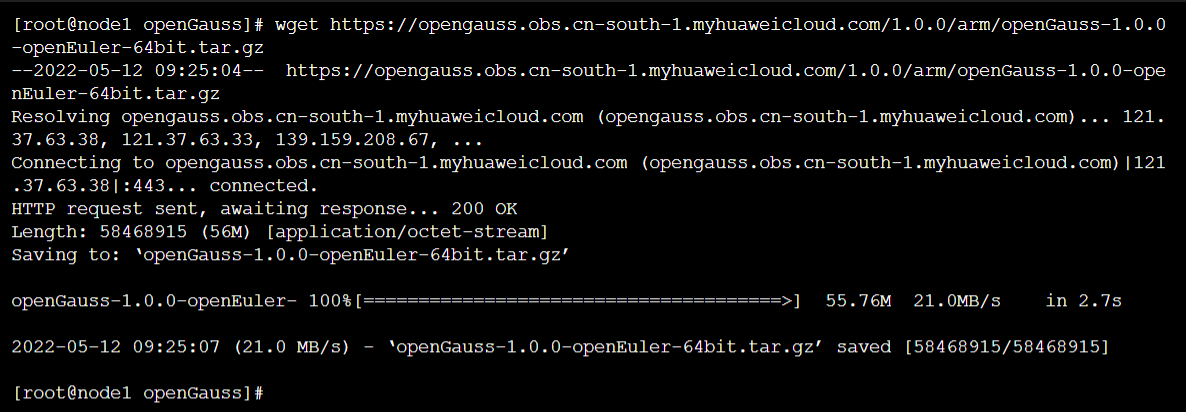 [root@node1 openGauss]# wget https://opengauss.obs.cn-south-1.myhuaweicloud.com/1.0.0/arm/openGauss-1.0.0
-openEuler-64bit.tar.gz
--2022-05-12 09:25:04--  https://opengauss.obs.cn-south-1.myhuaweicloud.com/1.0.0/arm/openGauss-1.0.0-ope
nEuler-64bit.tar.gz
Resolving opengauss.obs.cn-south-1.myhuaweicloud.com (opengauss.obs.cn-south-1.myhuaweicloud.com)... 121.
37.63.38, 121.37.63.33, 139.159.208.67, ...
Connecting to opengauss.obs.cn-south-1.myhuaweicloud.com (opengauss.obs.cn-south-1.myhuaweicloud.com)|121
.37.63.38|:443... connected.
HTTP request sent, awaiting response... 200 OK
Length: 58468915 (56M) [application/octet-stream]
Saving to: ‘openGauss-1.0.0-openEuler-64bit.tar.gz’
openGauss-1.0.0-openEuler- 100%[======================================>]  55.76M  21.0MB/s    in 2.7s
2022-05-12 09:25:07 (21.0 MB/s) - ‘openGauss-1.0.0-openEuler-64bit.tar.gz’ saved [58468915/58468915]
[root@node1 openGauss]#